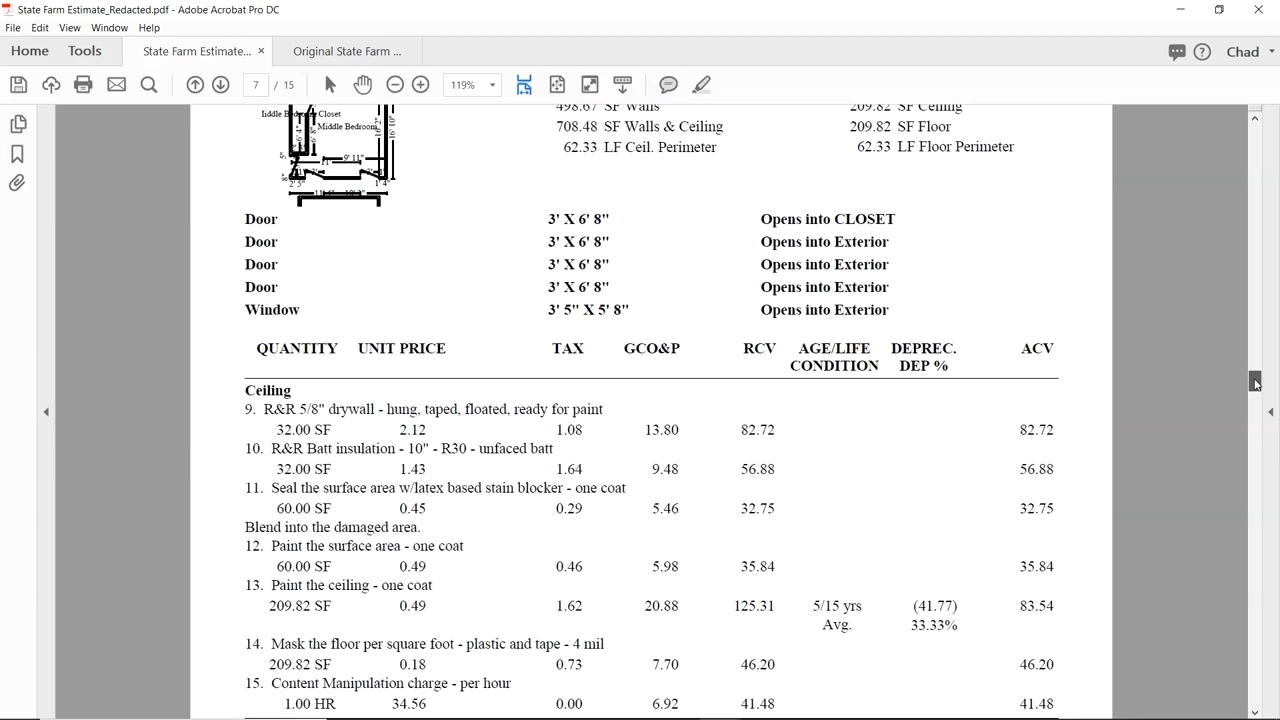 State Farm Estimate_Redacted.pdf - Adobe Acrobat Pro DC
File Edit View Window Help
Home Tools State Farm Estimate... × Original State Farm ... Chad
7 / 15 119%
498.67 SF Walls 209.82 SF Ceiling
708.48 SF Walls & Ceiling 209.82 SF Floor
62.33 LF Ceil. Perimeter 62.33 LF Floor Perimeter
iddle Bedroom Closet
Middle Bedroom
Door 3' X 6' 8" Opens into CLOSET
Door 3' X 6' 8" Opens into Exterior
Door 3' X 6' 8" Opens into Exterior
Door 3' X 6' 8" Opens into Exterior
Window 3' 5" X 5' 8" Opens into Exterior
QUANTITY UNIT PRICE TAX GCO&P RCV AGE/LIFE DEPREC. ACV
CONDITION DEP %
Ceiling
9. R&R 5/8" drywall - hung, taped, floated, ready for paint
32.00 SF 2.12 1.08 13.80 82.72 82.72
10. R&R Batt insulation - 10" - R30 - unfaced batt
32.00 SF 1.43 1.64 9.48 56.88 56.88
11. Seal the surface area w/latex based stain blocker - one coat
60.00 SF 0.45 0.29 5.46 32.75 32.75
Blend into the damaged area.
12. Paint the surface area - one coat
60.00 SF 0.49 0.46 5.98 35.84 35.84
13. Paint the ceiling - one coat
209.82 SF 0.49 1.62 20.88 125.31 5/15 yrs (41.77) 83.54
Avg. 33.33%
14. Mask the floor per square foot - plastic and tape - 4 mil
209.82 SF 0.18 0.73 7.70 46.20 46.20
15. Content Manipulation charge - per hour
1.00 HR 34.56 0.00 6.92 41.48 41.48